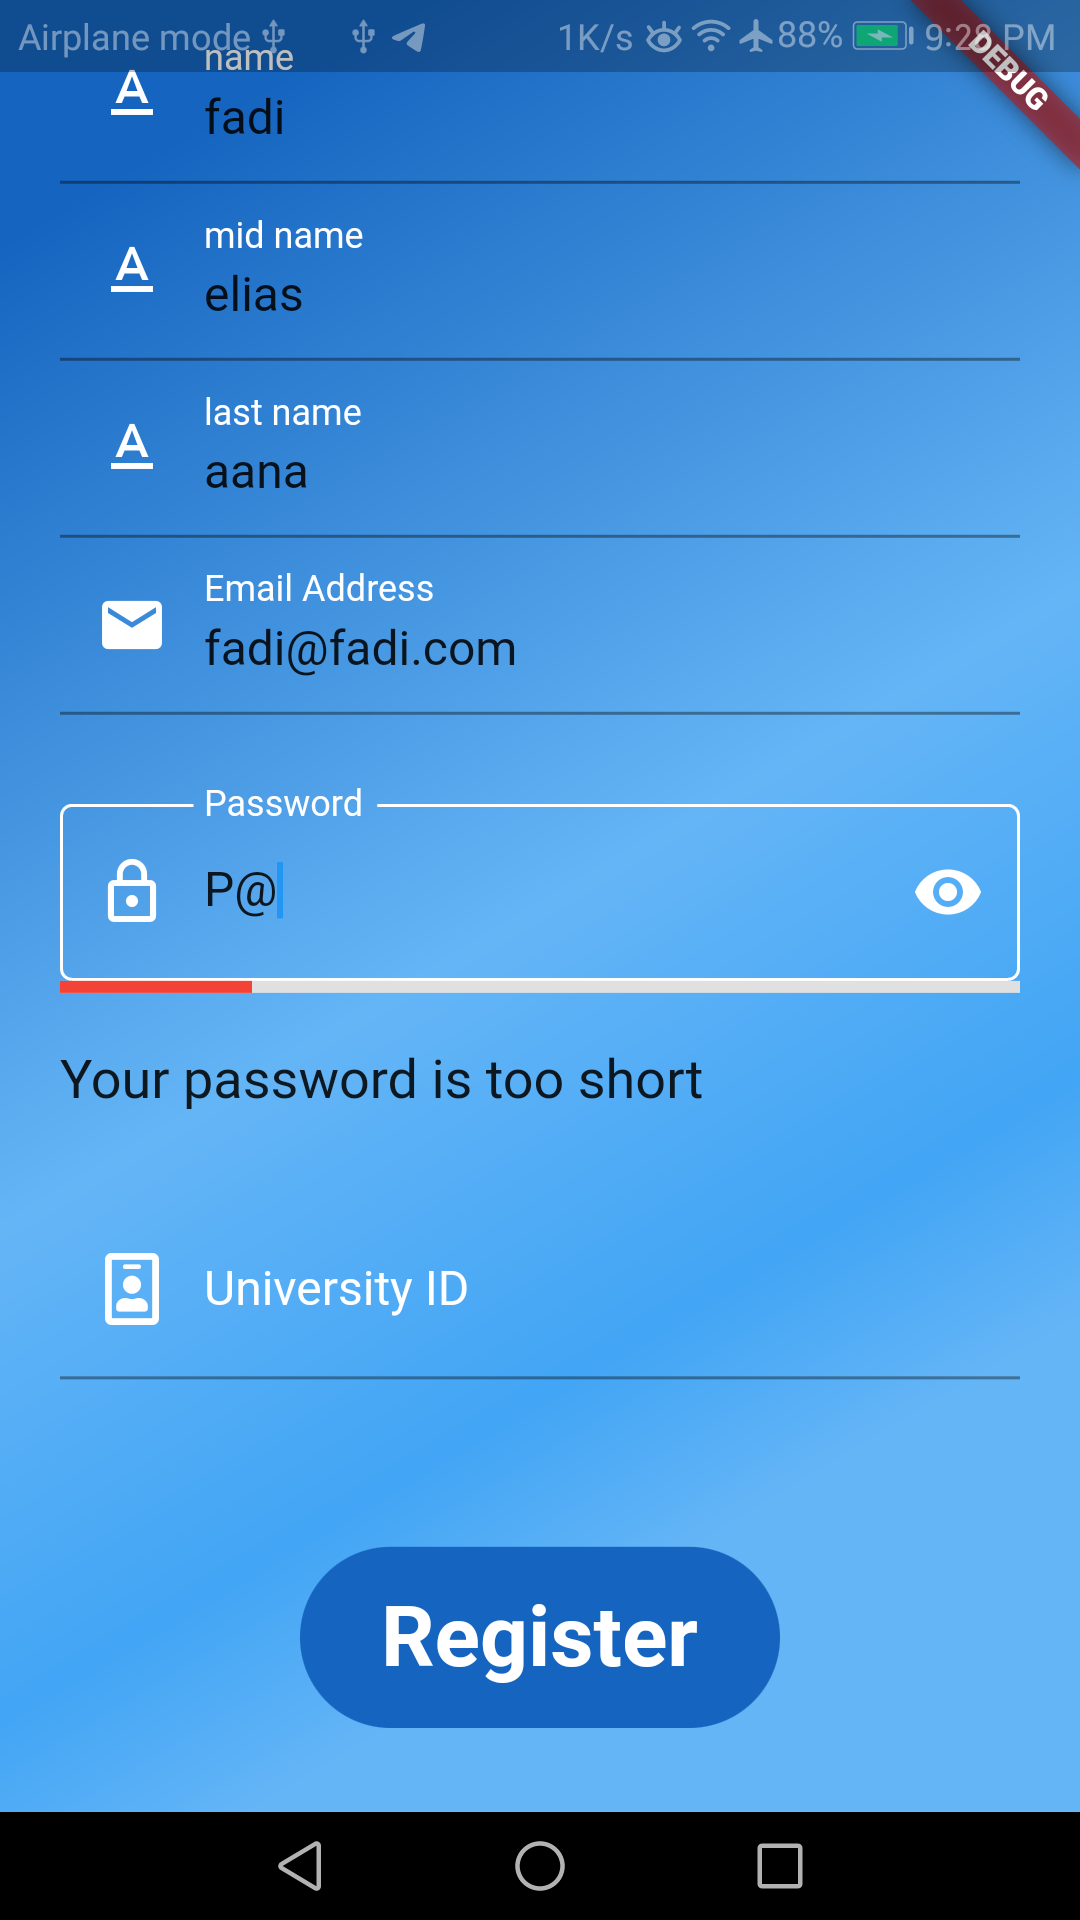 Airplane mode 1K/s 88% 9:28 PM
DEBUG
name
fadi
mid name
elias
last name
aana
Email Address
fadi@fadi.com
Password
P@
Your password is too short
University ID
Register